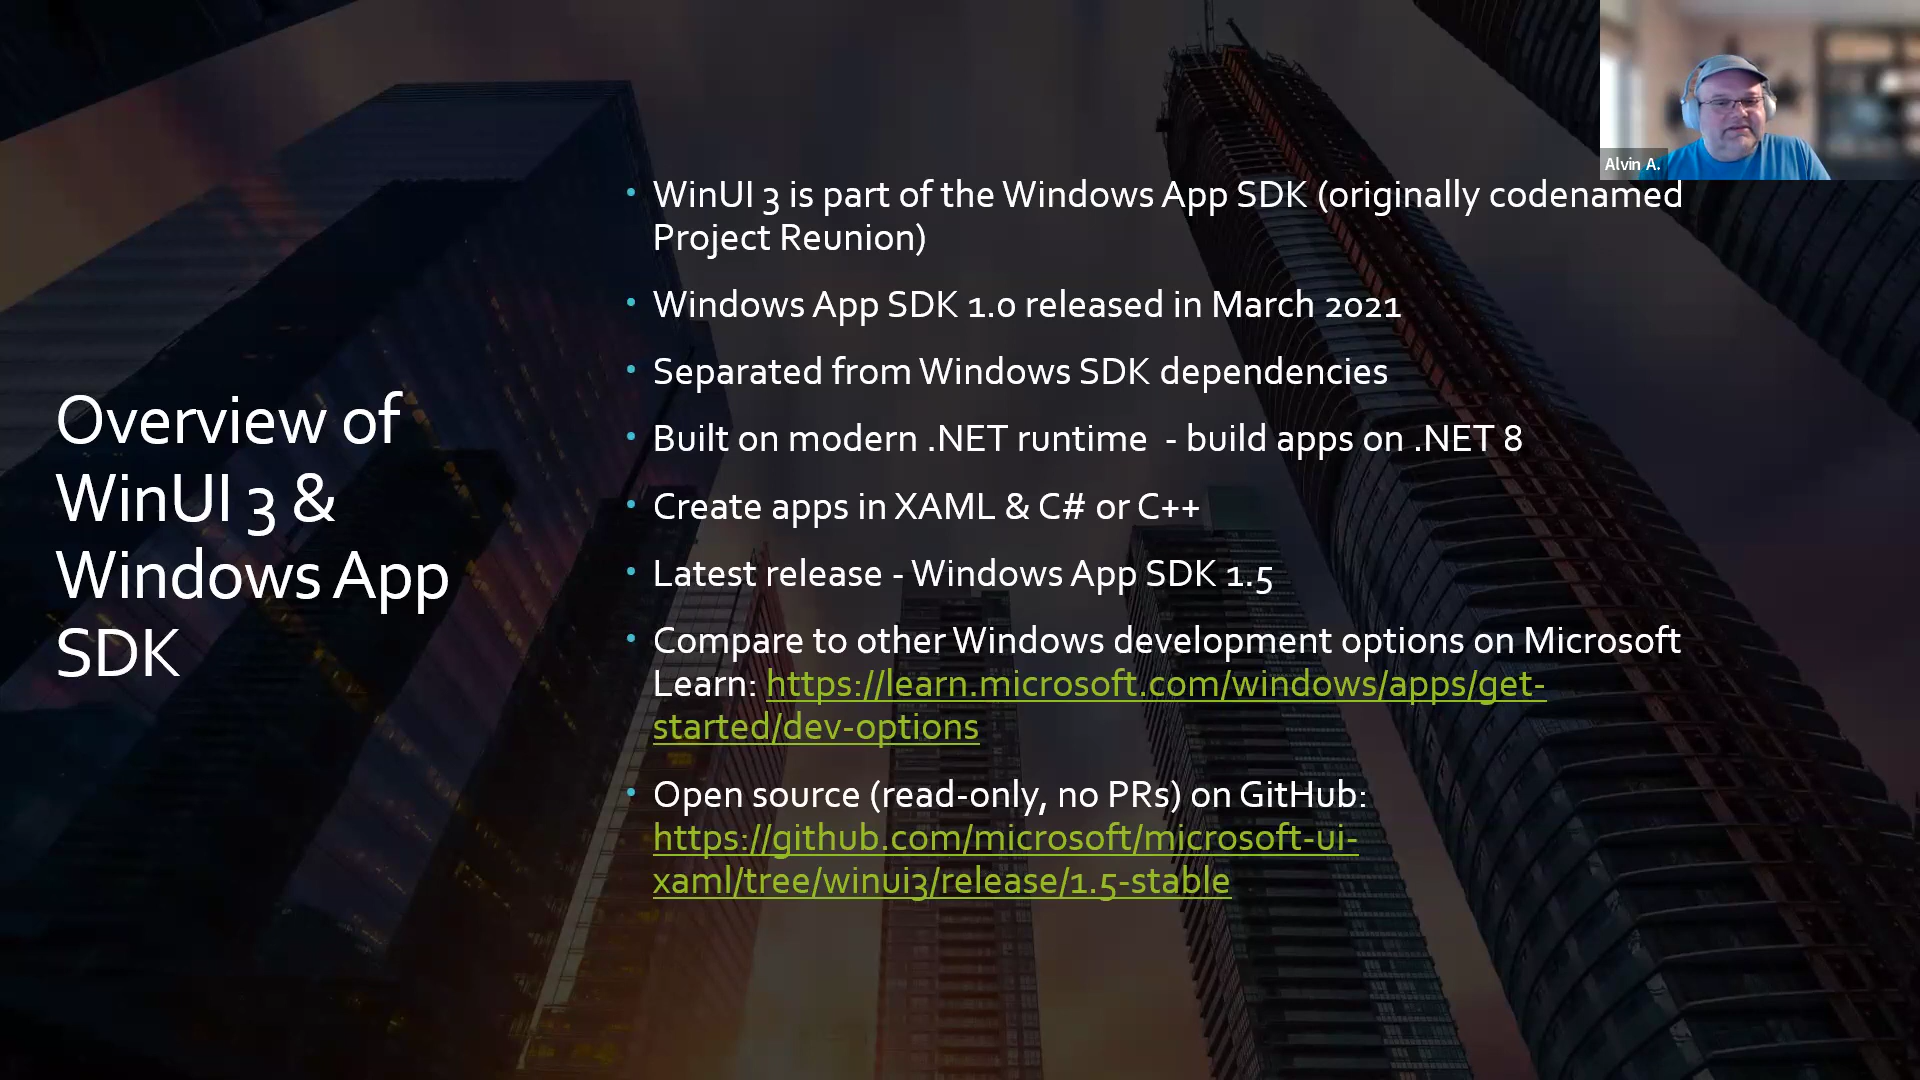 Alvin A.
Overview of
WinUI 3 &
Windows App
SDK
• WinUI 3 is part of the Windows App SDK (originally codenamed
Project Reunion)
• Windows App SDK 1.0 released in March 2021
• Separated from Windows SDK dependencies
• Built on modern .NET runtime  - build apps on .NET 8
• Create apps in XAML & C# or C++
• Latest release - Windows App SDK 1.5
• Compare to other Windows development options on Microsoft
Learn: https://learn.microsoft.com/windows/apps/get-
started/dev-options
• Open source (read-only, no PRs) on GitHub:
https://github.com/microsoft/microsoft-ui-
xaml/tree/winui3/release/1.5-stable